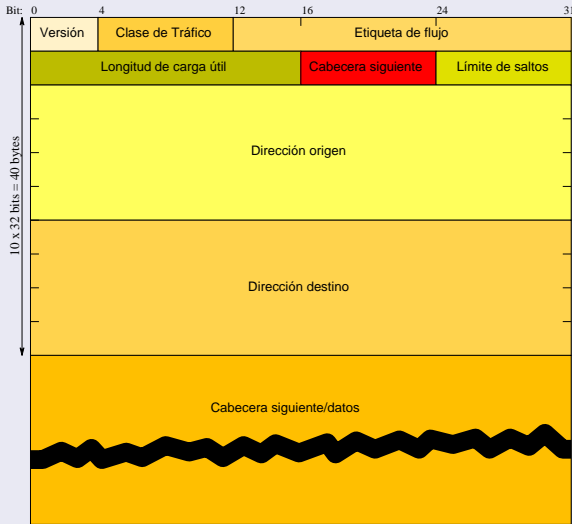 Bit: 0 4 12 16 24 31
Versión Clase de Tráfico Etiqueta de flujo
Longitud de carga útil Cabecera siguiente Límite de saltos
Dirección origen
10 x 32 bits = 40 bytes
Dirección destino
Cabecera siguiente/datos